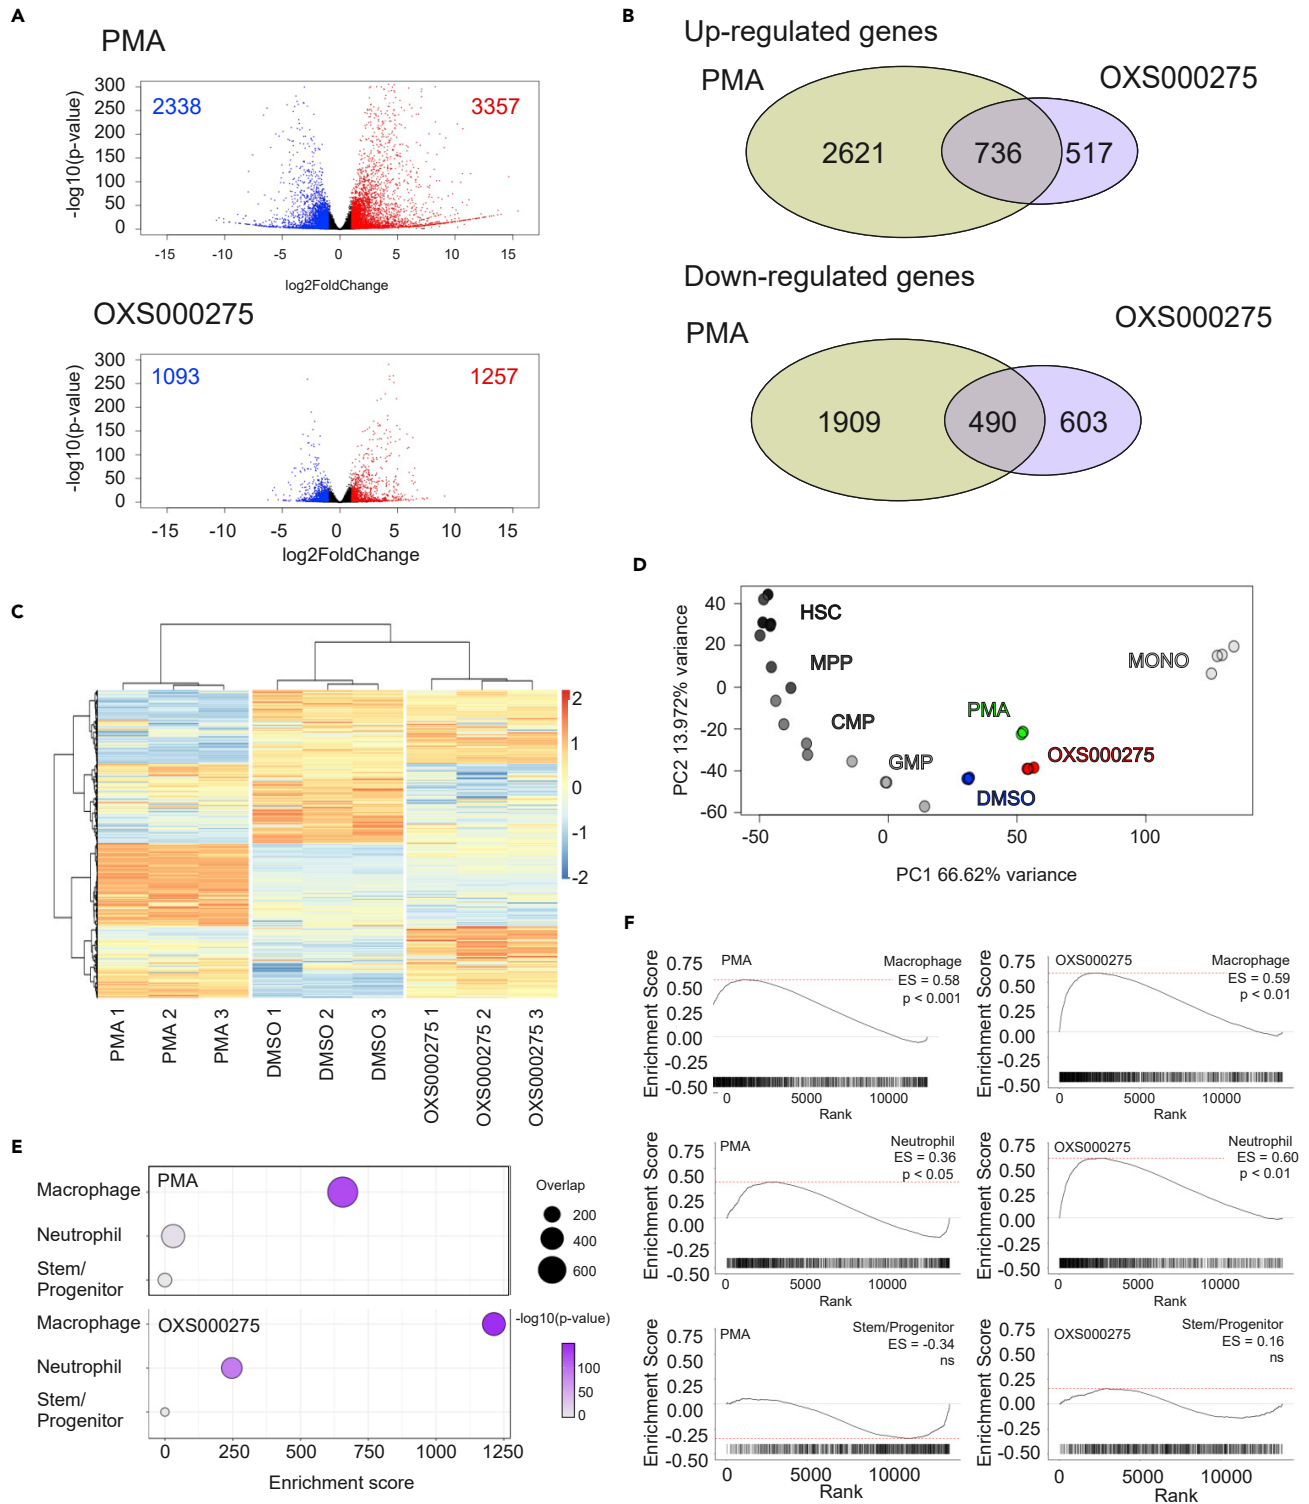 A
PMA
2338
3357
300
250
200
150
100
50
0
-log10(p-value)
-15 -10 -5 0 5 10 15
log2FoldChange
OXS000275
1093
1257
300
250
200
150
100
50
0
-log10(p-value)
-15 -10 -5 0 5 10 15
log2FoldChange
B
Up-regulated genes
PMA
OXS000275
2621 736 517
Down-regulated genes
OXS000275
PMA
1909 490 603
C
2
1
0
-1
-2
PMA 1
PMA 2
PMA 3
DMSO 1
DMSO 2
DMSO 3
OXS000275 1
OXS000275 2
OXS000275 3
D
PC2 13.972% variance
40
20
0
-20
-40
-60
HSC
MPP
CMP
GMP
DMSO
PMA
OXS000275
MONO
-50 0 50 100
PC1 66.62% variance
E
PMA
Macrophage
Neutrophil
Stem/
Progenitor
OXS000275
Macrophage
Neutrophil
Stem/
Progenitor
0 250 500 750 1000 1250
Enrichment score
Overlap
200
400
600
-log10(p-value)
100
50
0
F
Enrichment Score
0.75
0.50
0.25
0.00
-0.25
-0.50
PMA
Macrophage
ES = 0.58
p < 0.001
0 5000 10000
Rank
Enrichment Score
0.75
0.50
0.25
0.00
-0.25
-0.50
OXS000275
Macrophage
ES = 0.59
p < 0.01
0 5000 10000
Rank
Enrichment Score
0.75
0.50
0.25
0.00
-0.25
-0.50
PMA
Neutrophil
ES = 0.36
p < 0.05
0 5000 10000
Rank
Enrichment Score
0.75
0.50
0.25
0.00
-0.25
-0.50
OXS000275
Neutrophil
ES = 0.60
p < 0.01
0 5000 10000
Rank
Enrichment Score
0.75
0.50
0.25
0.00
-0.25
-0.50
PMA
Stem/Progenitor
ES = -0.34
ns
0 5000 10000
Rank
Enrichment Score
0.75
0.50
0.25
0.00
-0.25
-0.50
OXS000275
Stem/Progenitor
ES = 0.16
ns
0 5000 10000
Rank